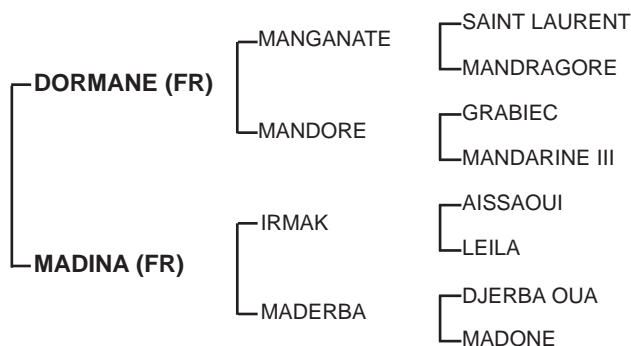 SAINT LAURENT
MANGANATE
MANDRAGORE
DORMANE (FR)
GRABIEC
MANDORE
MANDARINE III
AISSAOUI
IRMAK
LEILA
MADINA (FR)
DJERBA OUA
MADERBA
MADONE